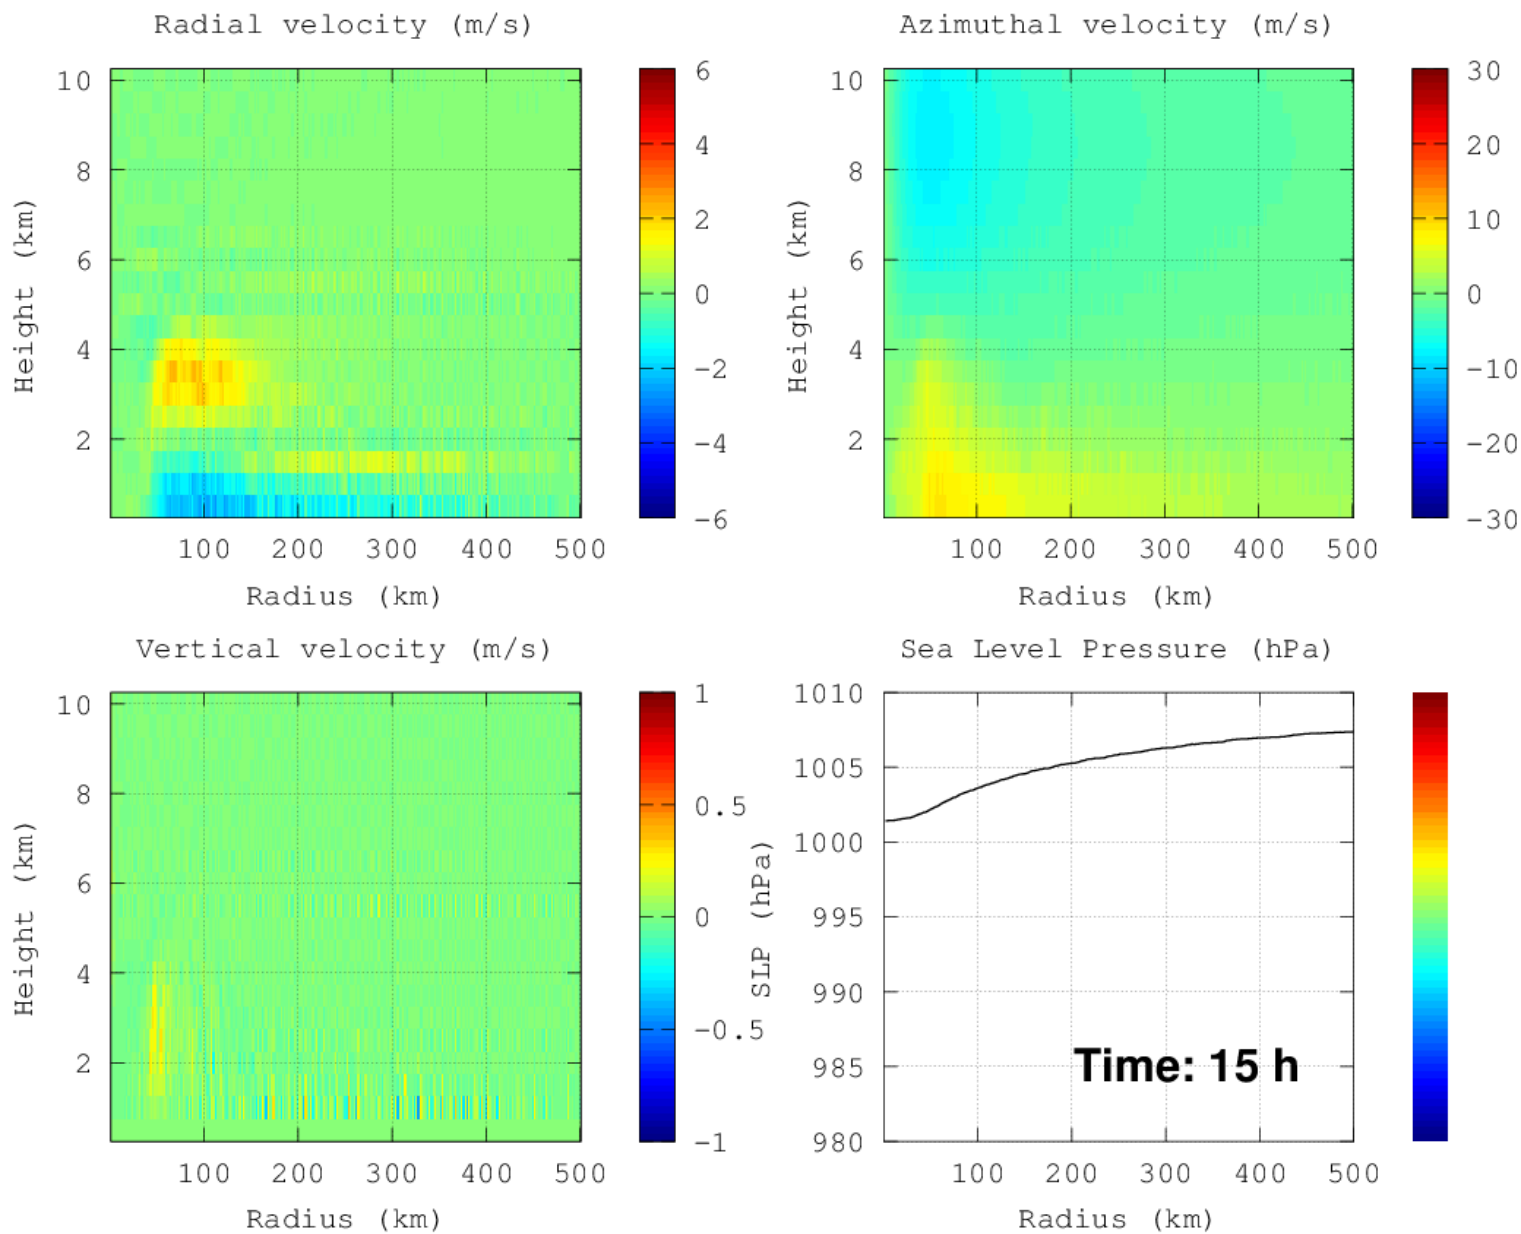 Radial velocity (m/s)
10
8
6
4
2
Height (km)
100 200 300 400 500
Radius (km)
6
4
2
0
−2
−4
−6
Azimuthal velocity (m/s)
10
8
6
4
2
Height (km)
100 200 300 400 500
Radius (km)
30
20
10
0
−10
−20
−30
Vertical velocity (m/s)
10
8
6
4
2
Height (km)
100 200 300 400 500
Radius (km)
1
0.5
0
−0.5
−1
Sea Level Pressure (hPa)
1010
1005
1000
995
990
985
980
SLP (hPa)
Time: 15 h
100 200 300 400 500
Radius (km)